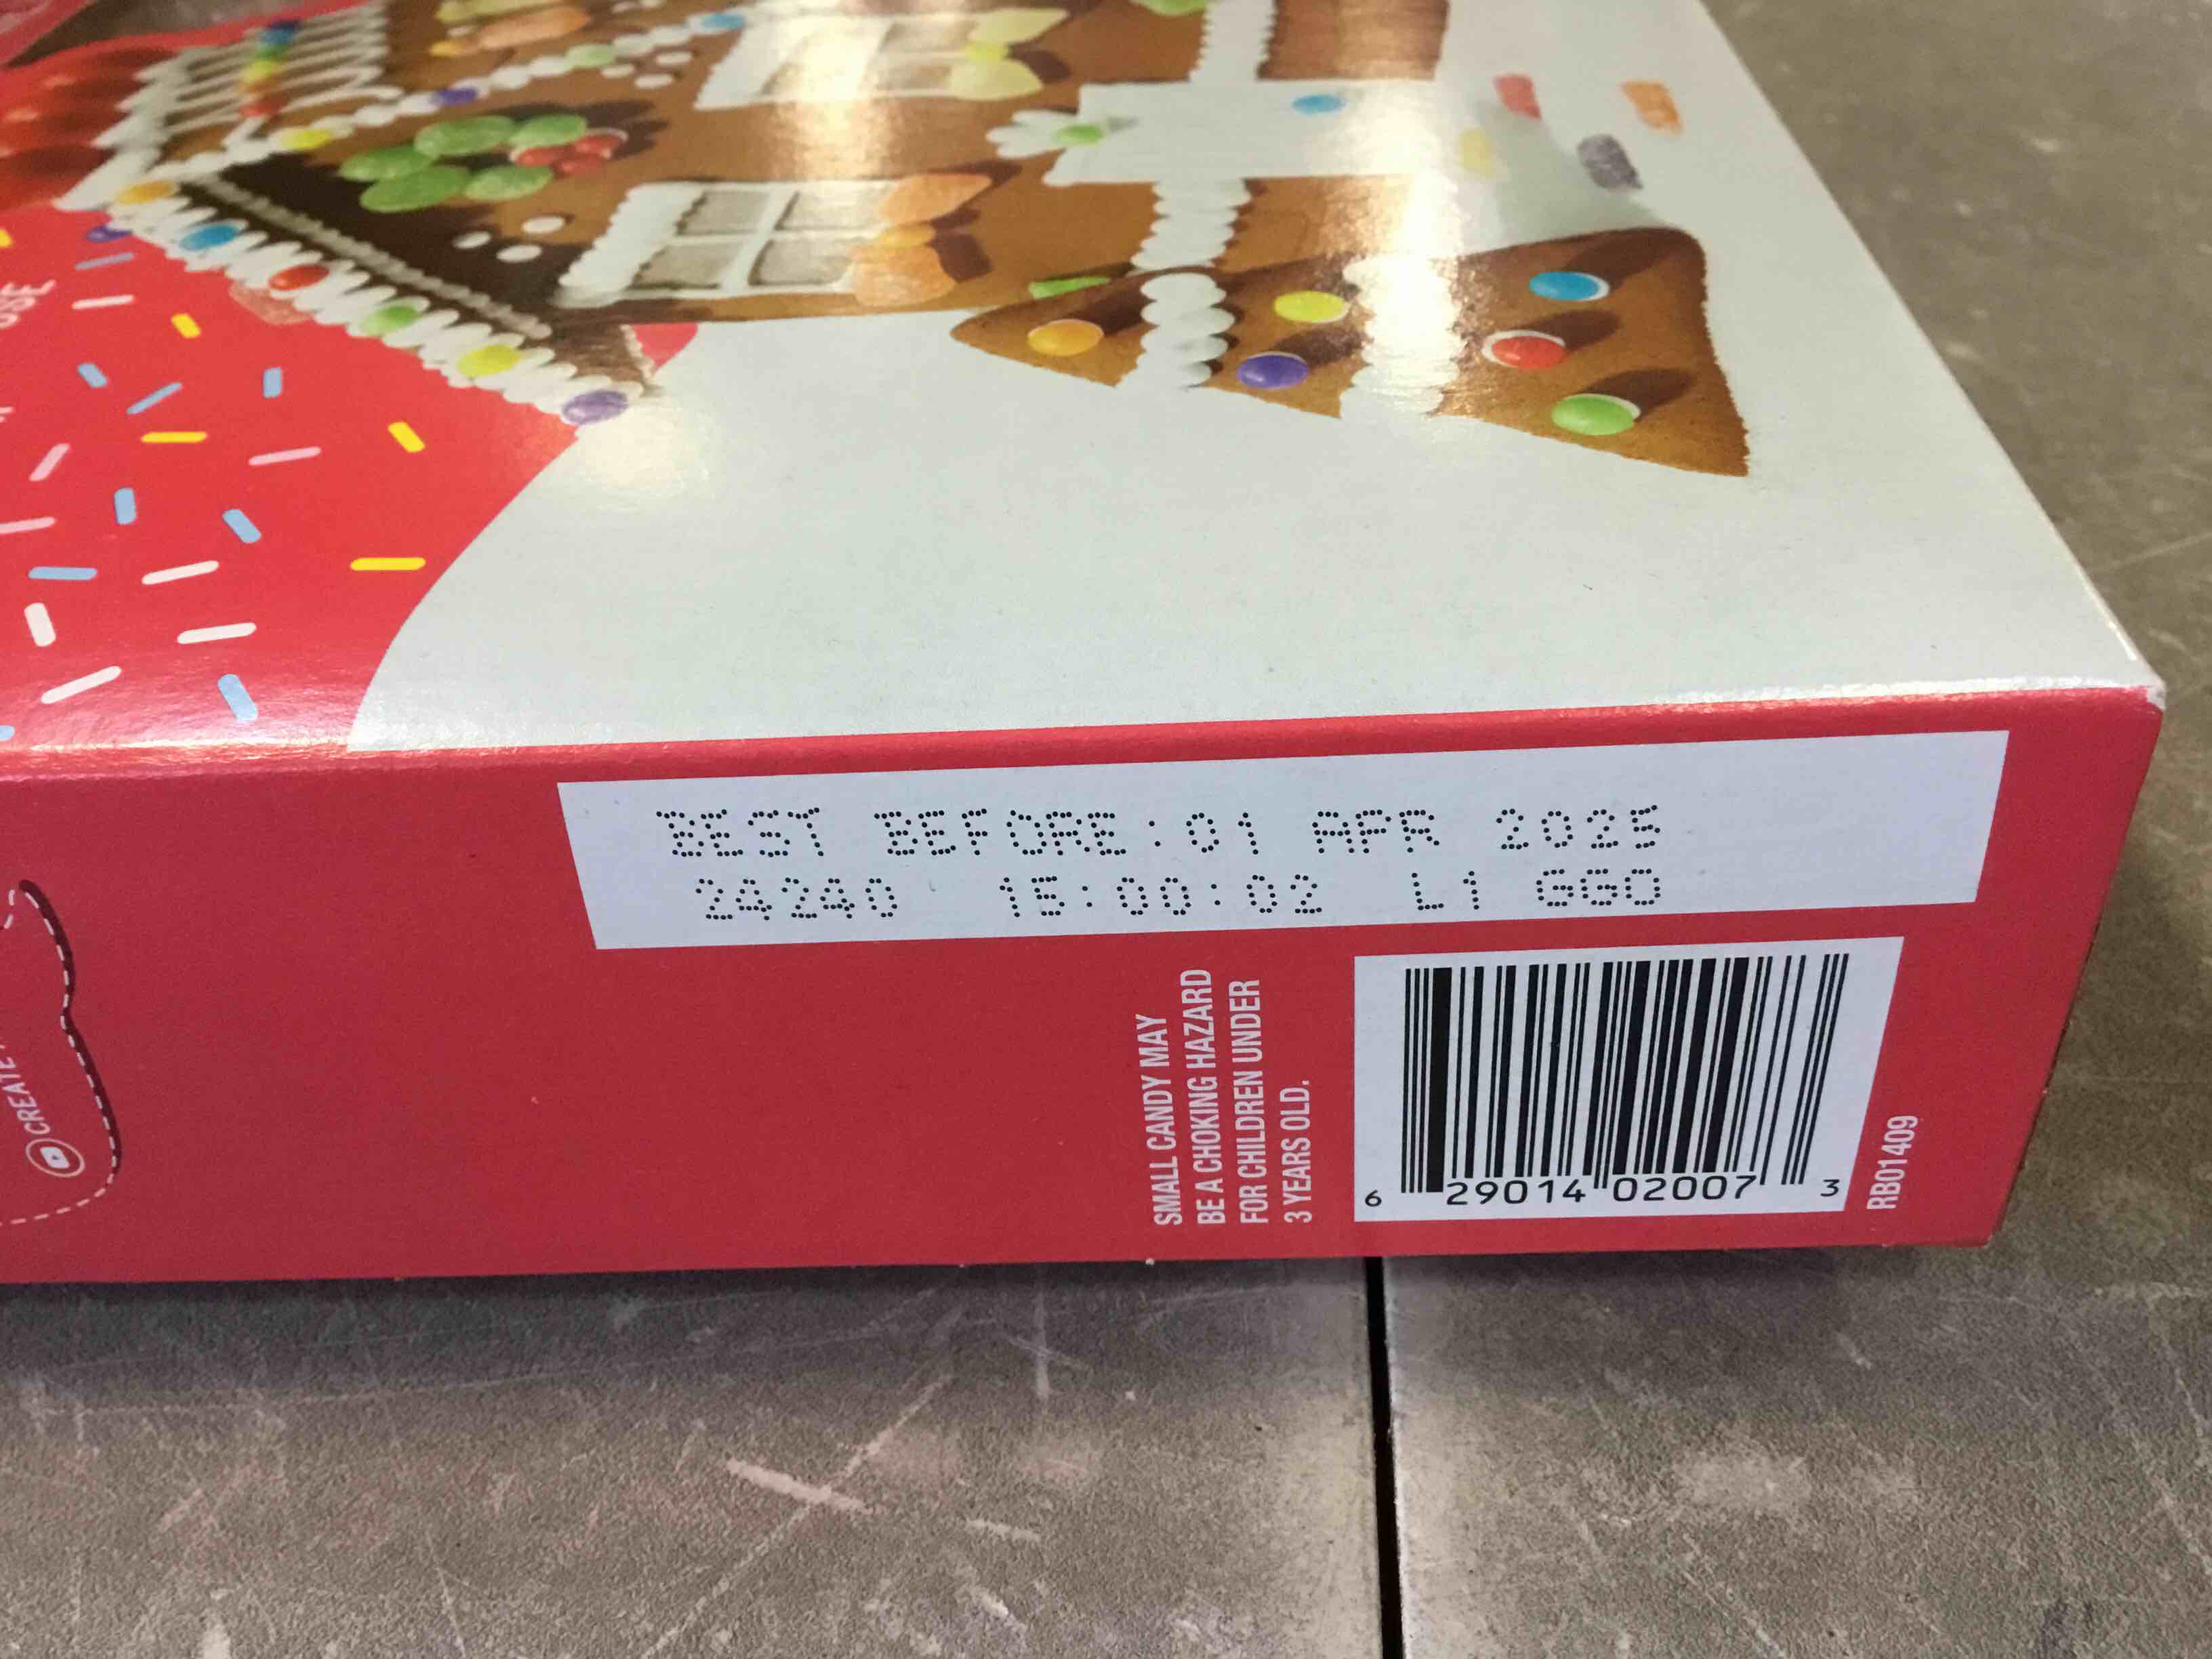 BEST BEFORE:01 APR 2025
24240 15:00:02 L1 GGO
SMALL CANDY MAY
BE A CHOKING HAZARD
FOR CHILDREN UNDER
3 YEARS OLD.
6 29014 02007 3
RB01409
CREATE